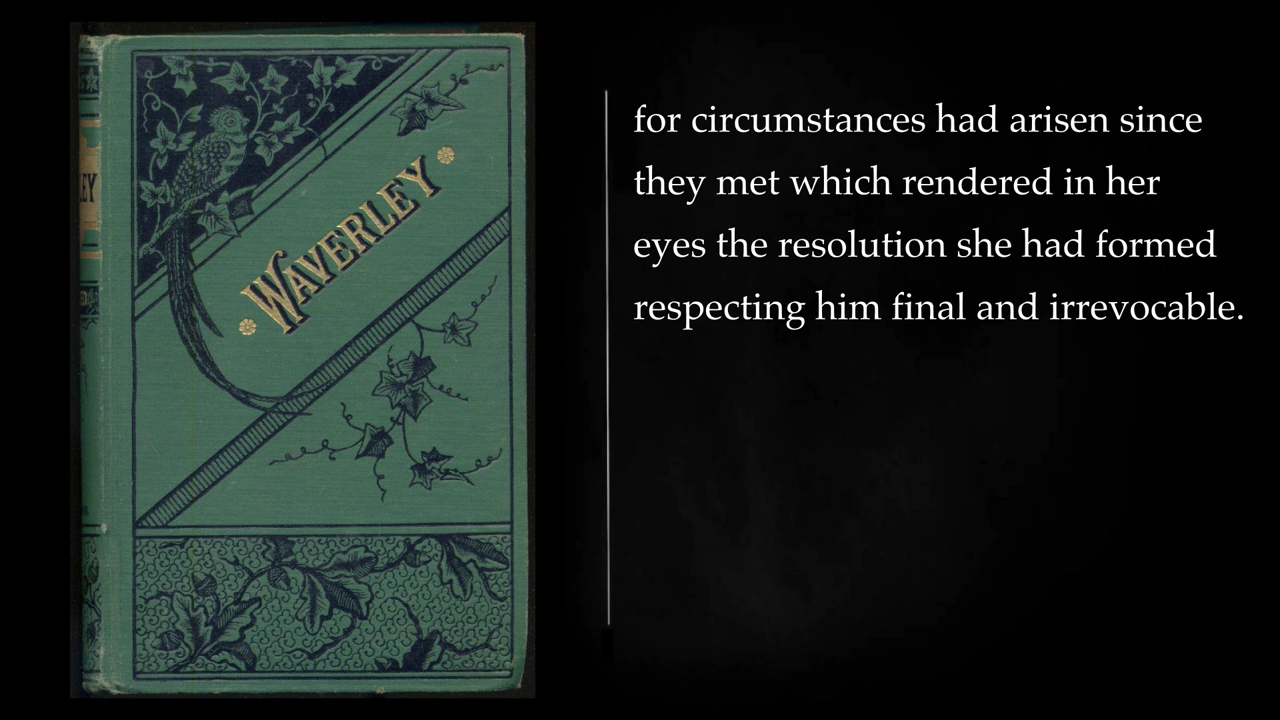 WAVERLEY
EY
for circumstances had arisen since
they met which rendered in her
eyes the resolution she had formed
respecting him final and irrevocable.